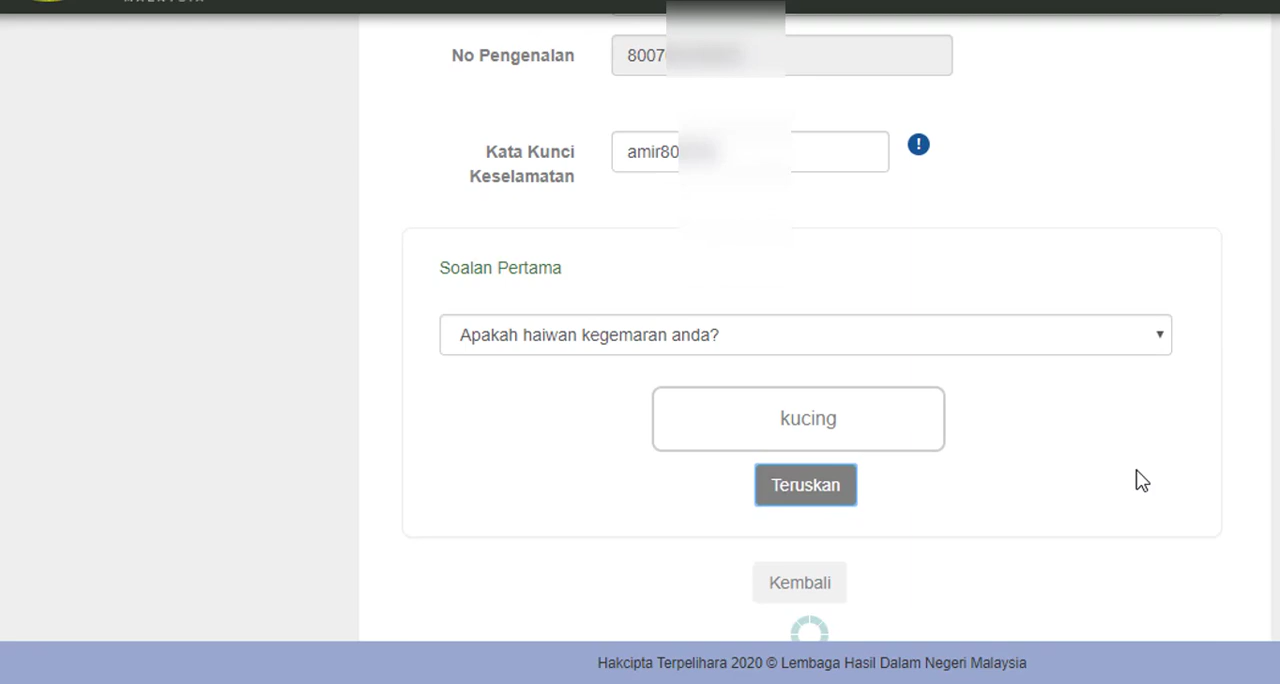 No Pengenalan
8007
Kata Kunci
Keselamatan
amir80
!
Soalan Pertama
Apakah haiwan kegemaran anda?
kucing
Teruskan
Kembali
Hakcipta Terpelihara 2020 © Lembaga Hasil Dalam Negeri Malaysia